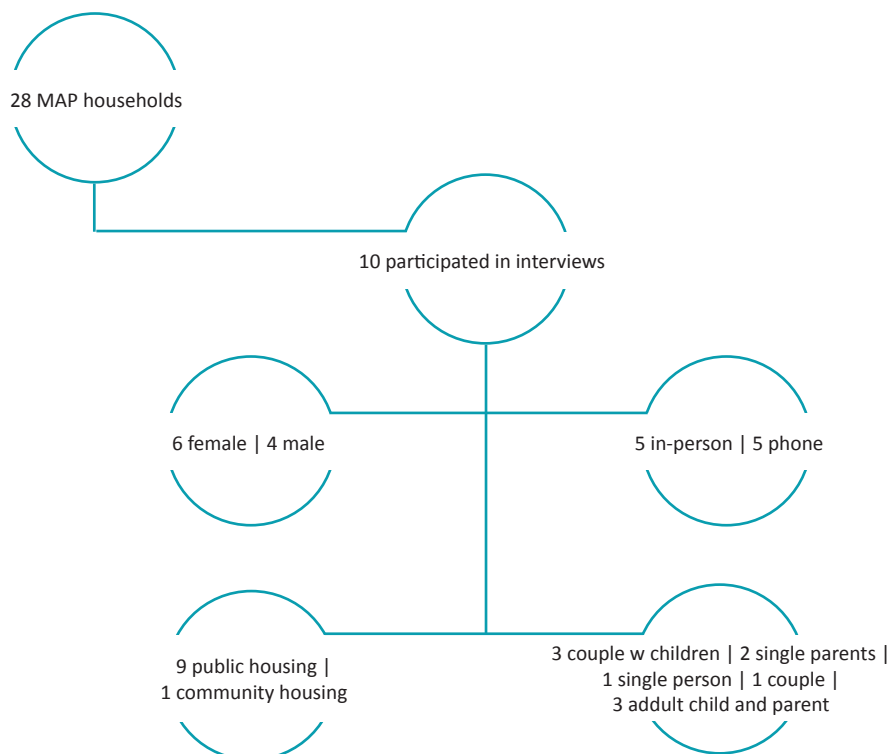 28 MAP households
10 participated in interviews
6 female | 4 male
5 in-person | 5 phone
9 public housing |
1 community housing
3 couple w children | 2 single parents |
1 single person | 1 couple |
3 addult child and parent